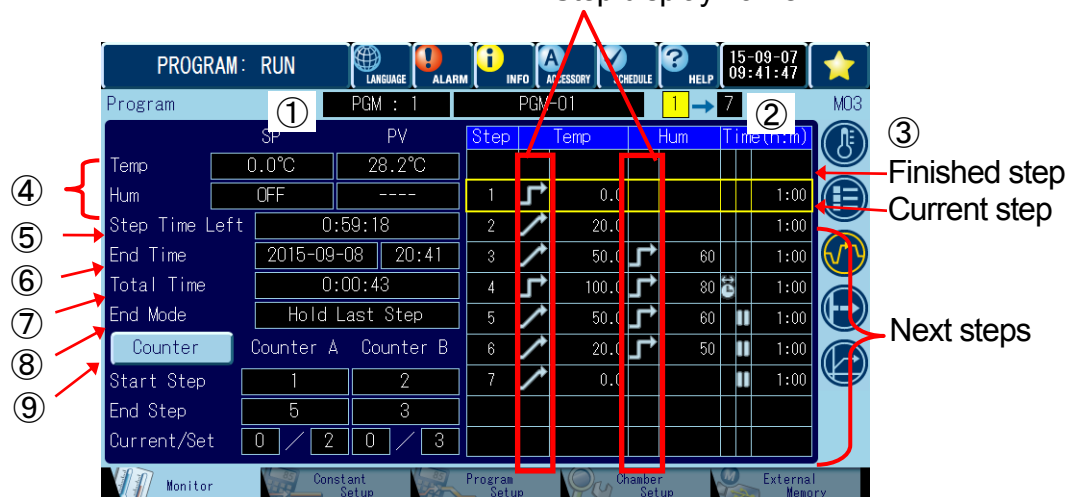 PROGRAM: RUN LANGUAGE ALARM INFO ACCESSORY SCHEDULE HELP 15-09-07 09:41:47
Program ① PGM : 1 PGM-01 1 → 7 ② M03
SP PV Step Temp Hum Time(h:m) ③
Temp 0.0°C 28.2°C Finished step
④ Hum OFF ---- 1 0.0 1:00 Current step
⑤ Step Time Left 0:59:18 2 20.0 1:00
⑥ End Time 2015-09-08 20:41 3 50.0 60 1:00
⑦ Total Time 0:00:43 4 100.0 80 1:00
⑧ End Mode Hold Last Step 5 50.0 60 1:00 Next steps
⑨ Counter Counter A Counter B 6 20.0 50 1:00
Start Step 1 2 7 0.0 1:00
End Step 5 3
Current/Set 0 / 2 0 / 3
Monitor Constant Setup Program Setup Chamber Setup External Memory